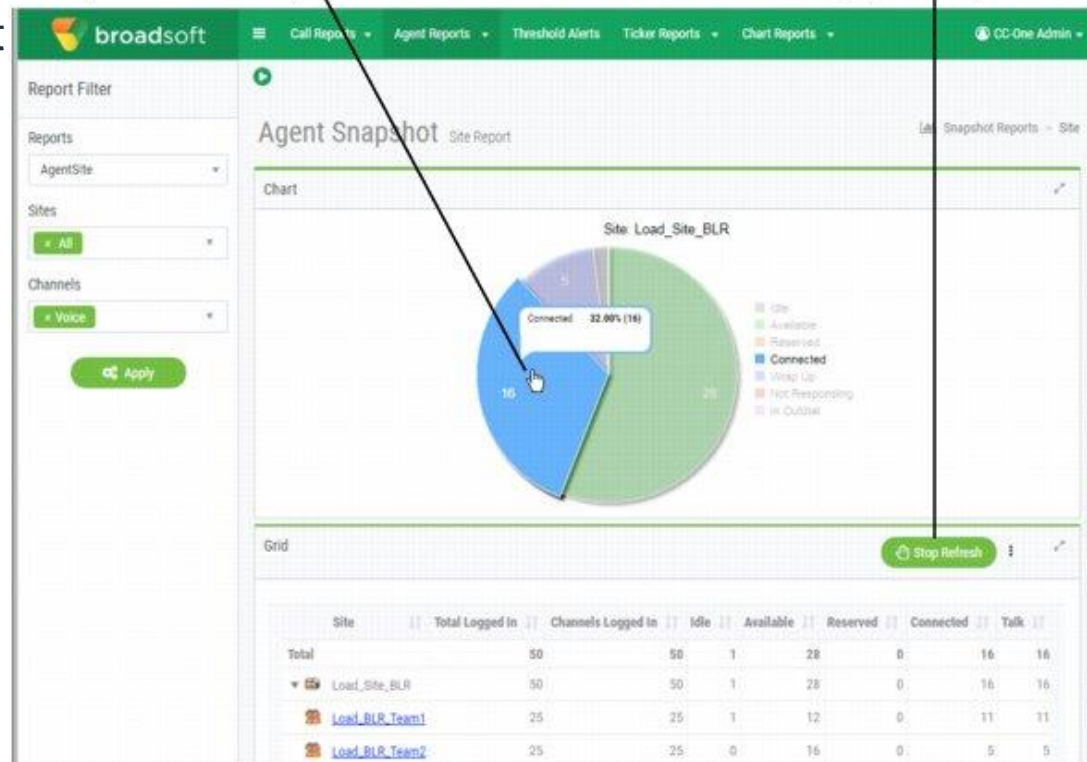 broadsoft
Call Reports
Agent Reports
Threshold Alerts
Ticker Reports
Chart Reports
CC-One Admin
Report Filter
Reports
AgentSite
Sites
× All
Channels
× Voice
Apply
Agent Snapshot Site Report
Snapshot Reports - Site
Chart
Site: Load_Site_BLR
5
Connected 32.00% (16)
16
28
Idle
Available
Reserved
Connected
Wrap Up
Not Responding
In Outdial
Grid
Stop Refresh
Site Total Logged In Channels Logged In Idle Available Reserved Connected Talk
Total 50 50 1 28 0 16 16
Load_Site_BLR 50 50 1 28 0 16 16
Load_BLR_Team1 25 25 1 12 0 11 11
Load_BLR_Team2 25 25 0 16 0 5 5